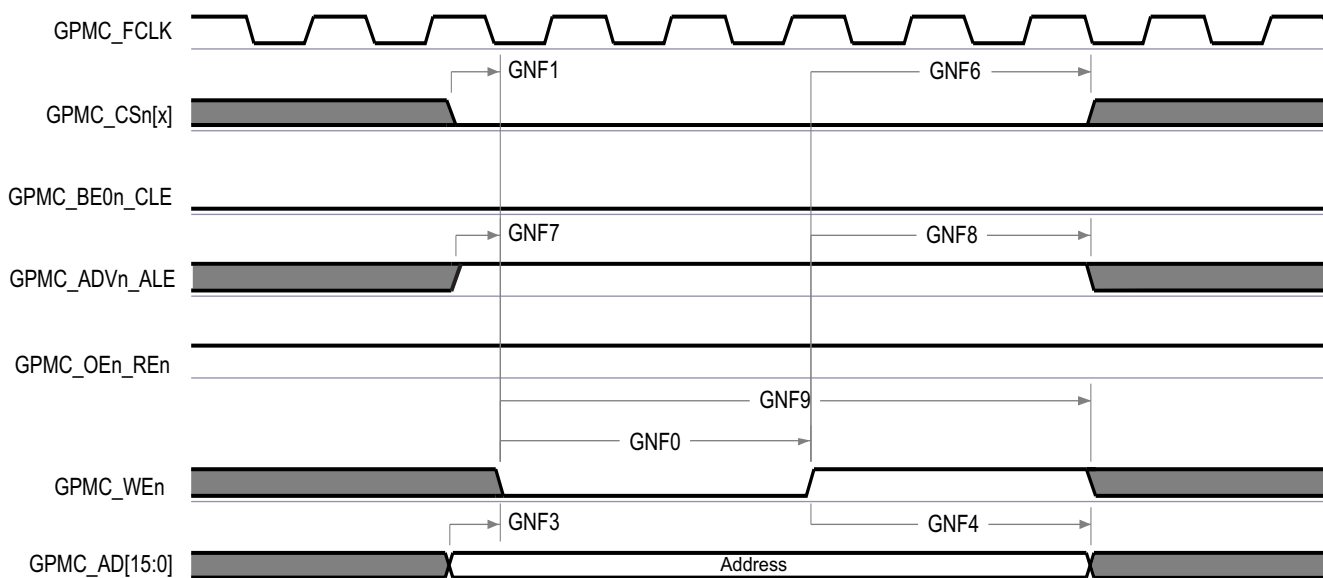 GPMC_FCLK
GNF1
GNF6
GPMC_CSn[x]
GPMC_BE0n_CLE
GNF7
GNF8
GPMC_ADVn_ALE
GPMC_OEn_REn
GNF9
GNF0
GPMC_WEn
GNF3
GNF4
GPMC_AD[15:0]
Address